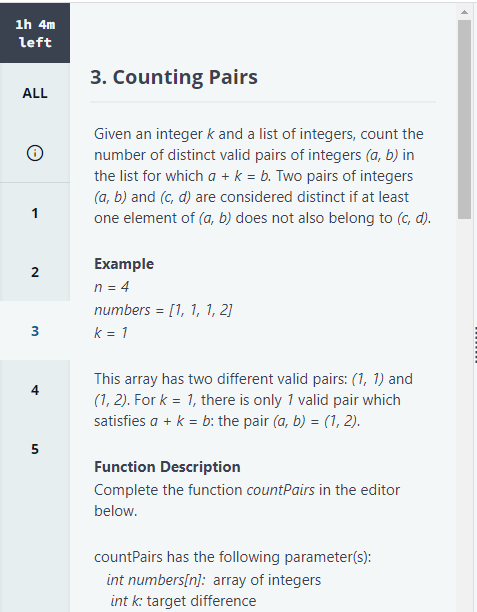 1h 4m
left
ALL
1
2
3
4
5
3. Counting Pairs
Given an integer k and a list of integers, count the
number of distinct valid pairs of integers (a, b) in
the list for which a + k = b. Two pairs of integers
(a, b) and (c, d) are considered distinct if at least
one element of (a, b) does not also belong to (c, d).
Example
n = 4
numbers = [1, 1, 1, 2]
k = 1
This array has two different valid pairs: (1, 1) and
(1, 2). For k = 1, there is only 1 valid pair which
satisfies a + k = b: the pair (a, b) = (1, 2).
Function Description
Complete the function countPairs in the editor
below.
countPairs has the following parameter(s):
int numbers[n]: array of integers
int k: target difference